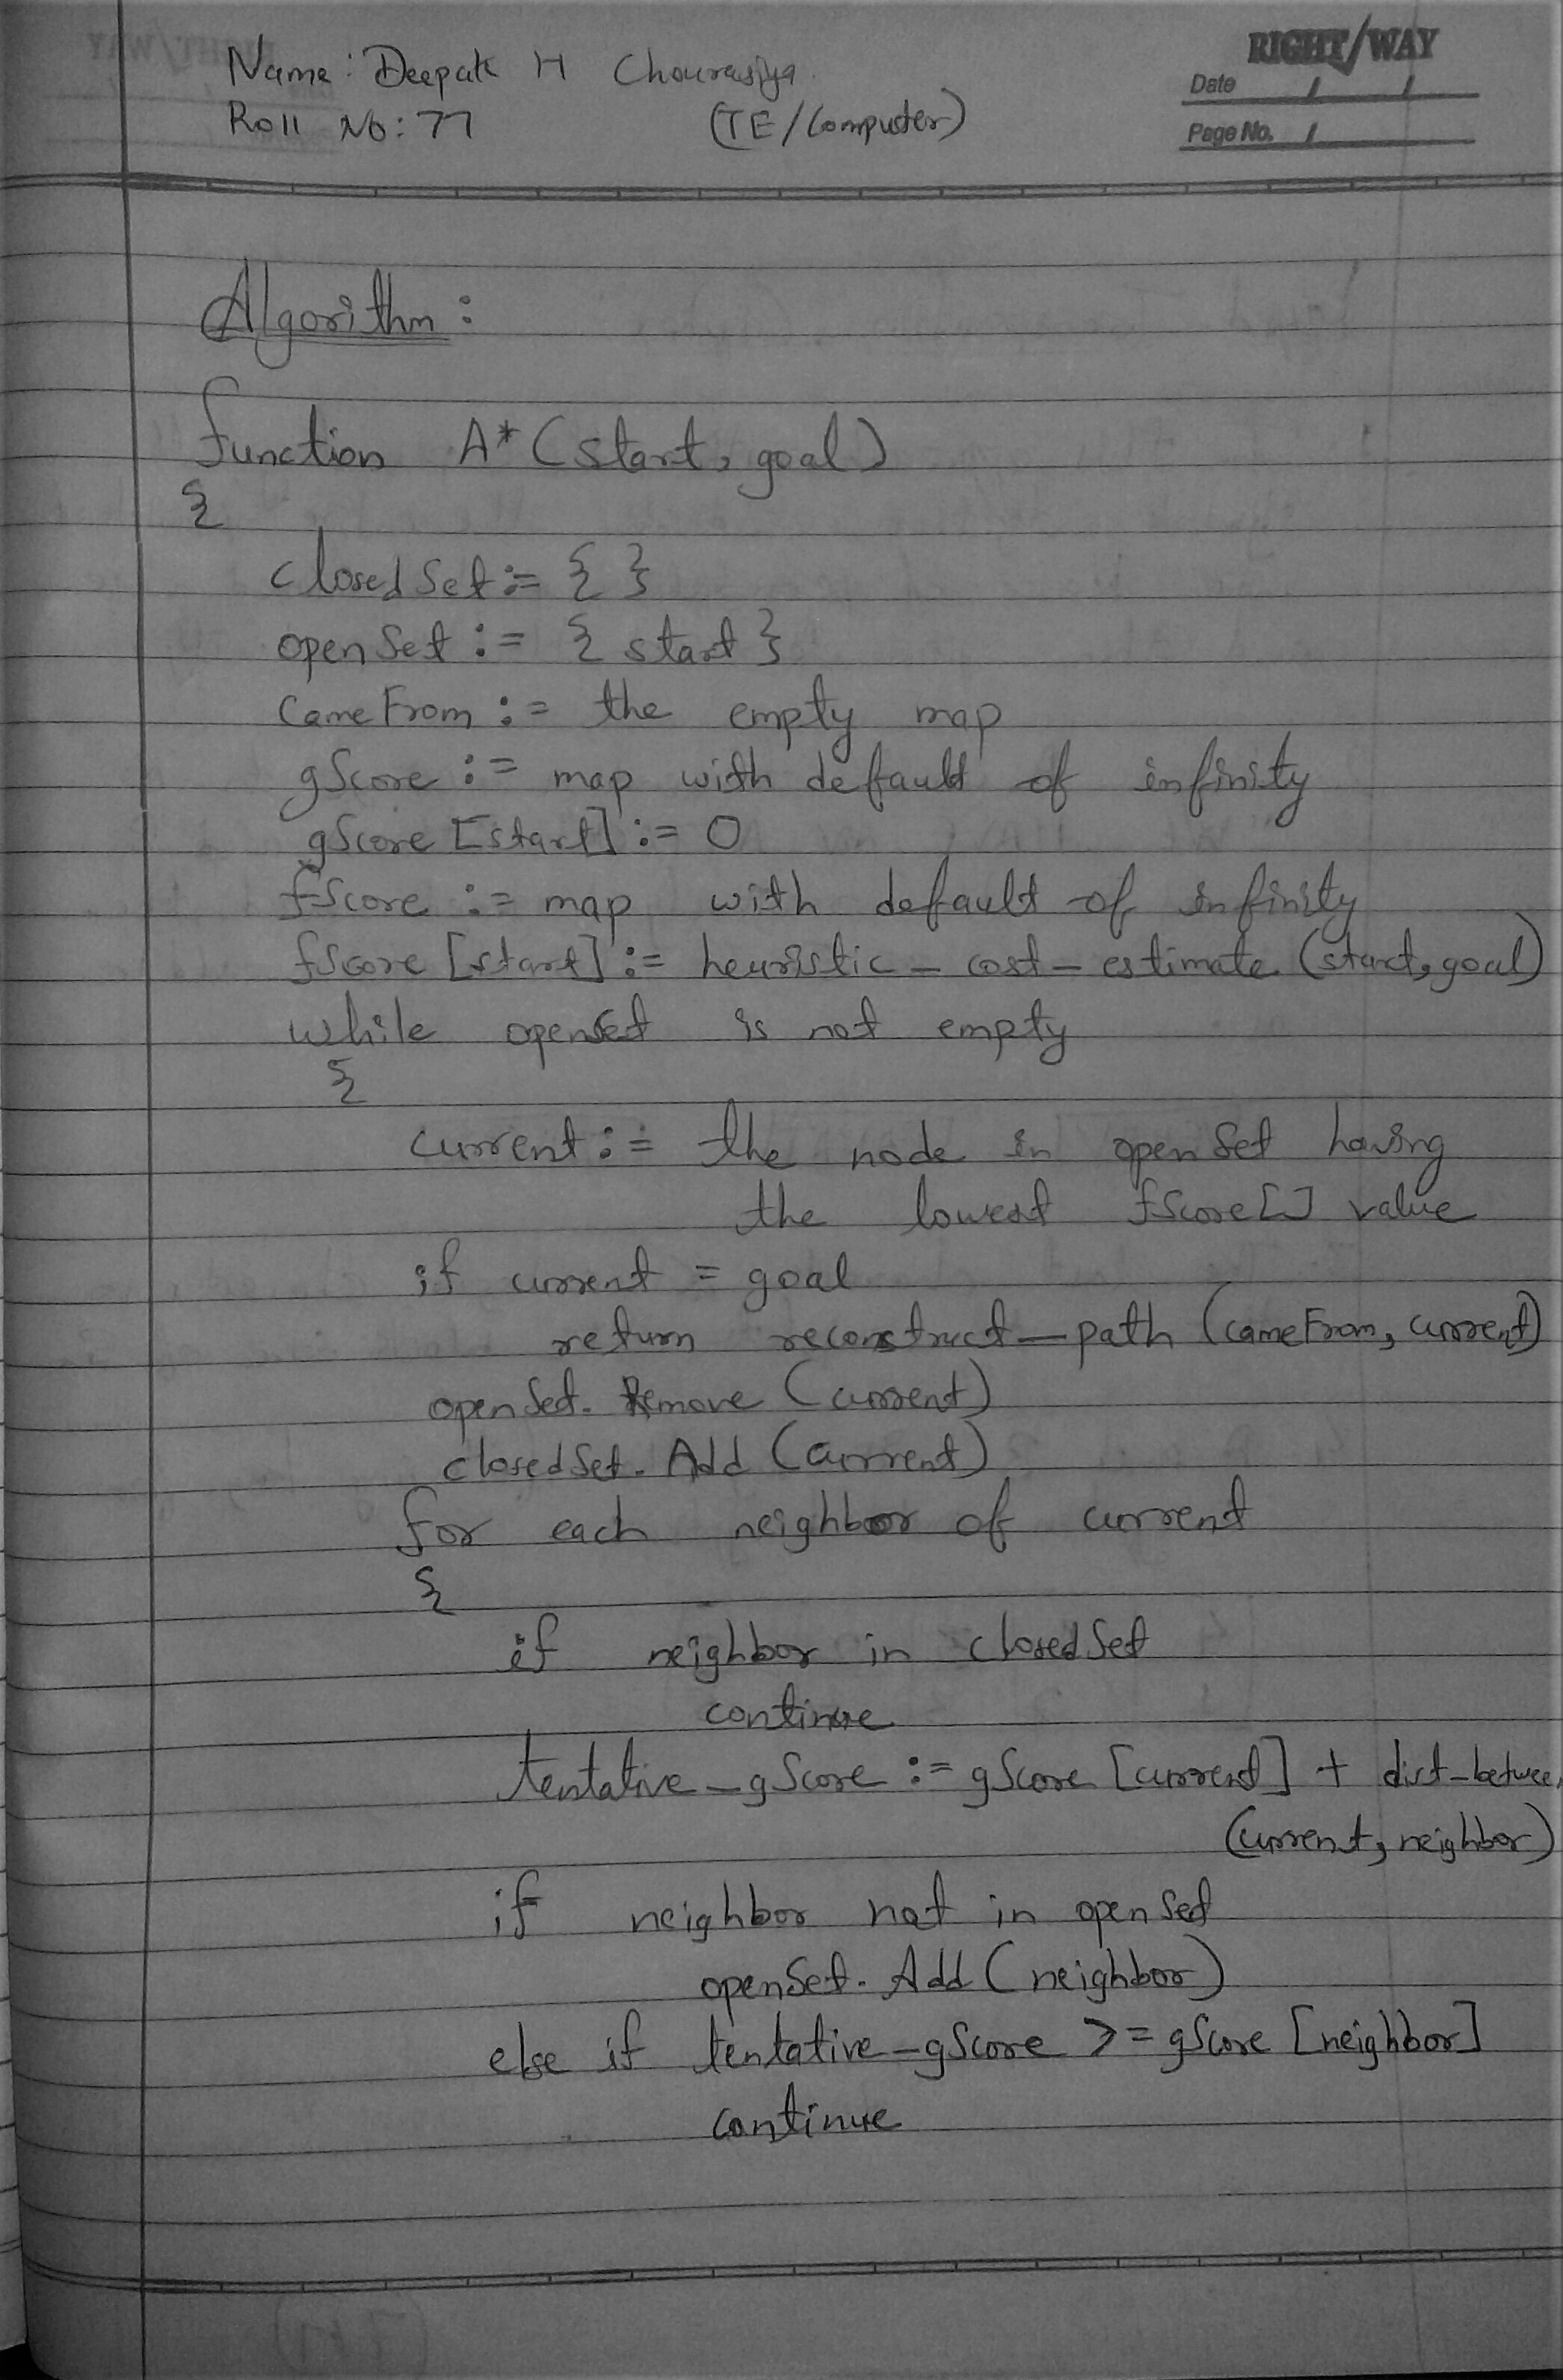 RIGHT/WAY
Name: Deepak H Chourasiya
Date / /
Roll No: 77 (TE/Computer)
Page No. /
Algorithm:
function A* (start, goal)
{
closedSet := { }
openSet := { start }
cameFrom := the empty map
gScore := map with default of infinity
gScore [start] := 0
fScore := map with default of infinity
fScore [start] := heuristic_cost_estimate (start, goal)
while openSet is not empty
{
current := the node in openSet having
the lowest fScore[] value
if current = goal
return reconstruct_path (cameFrom, current)
openSet. Remove (current)
closedSet. Add (current)
for each neighbor of current
{
if neighbor in closedSet
continue
tentative_gScore := gScore [current] + dist_betwee
(current, neighbor)
if neighbor not in openSet
openSet. Add (neighbor)
else if tentative_gScore >= gScore [neighbor]
continue